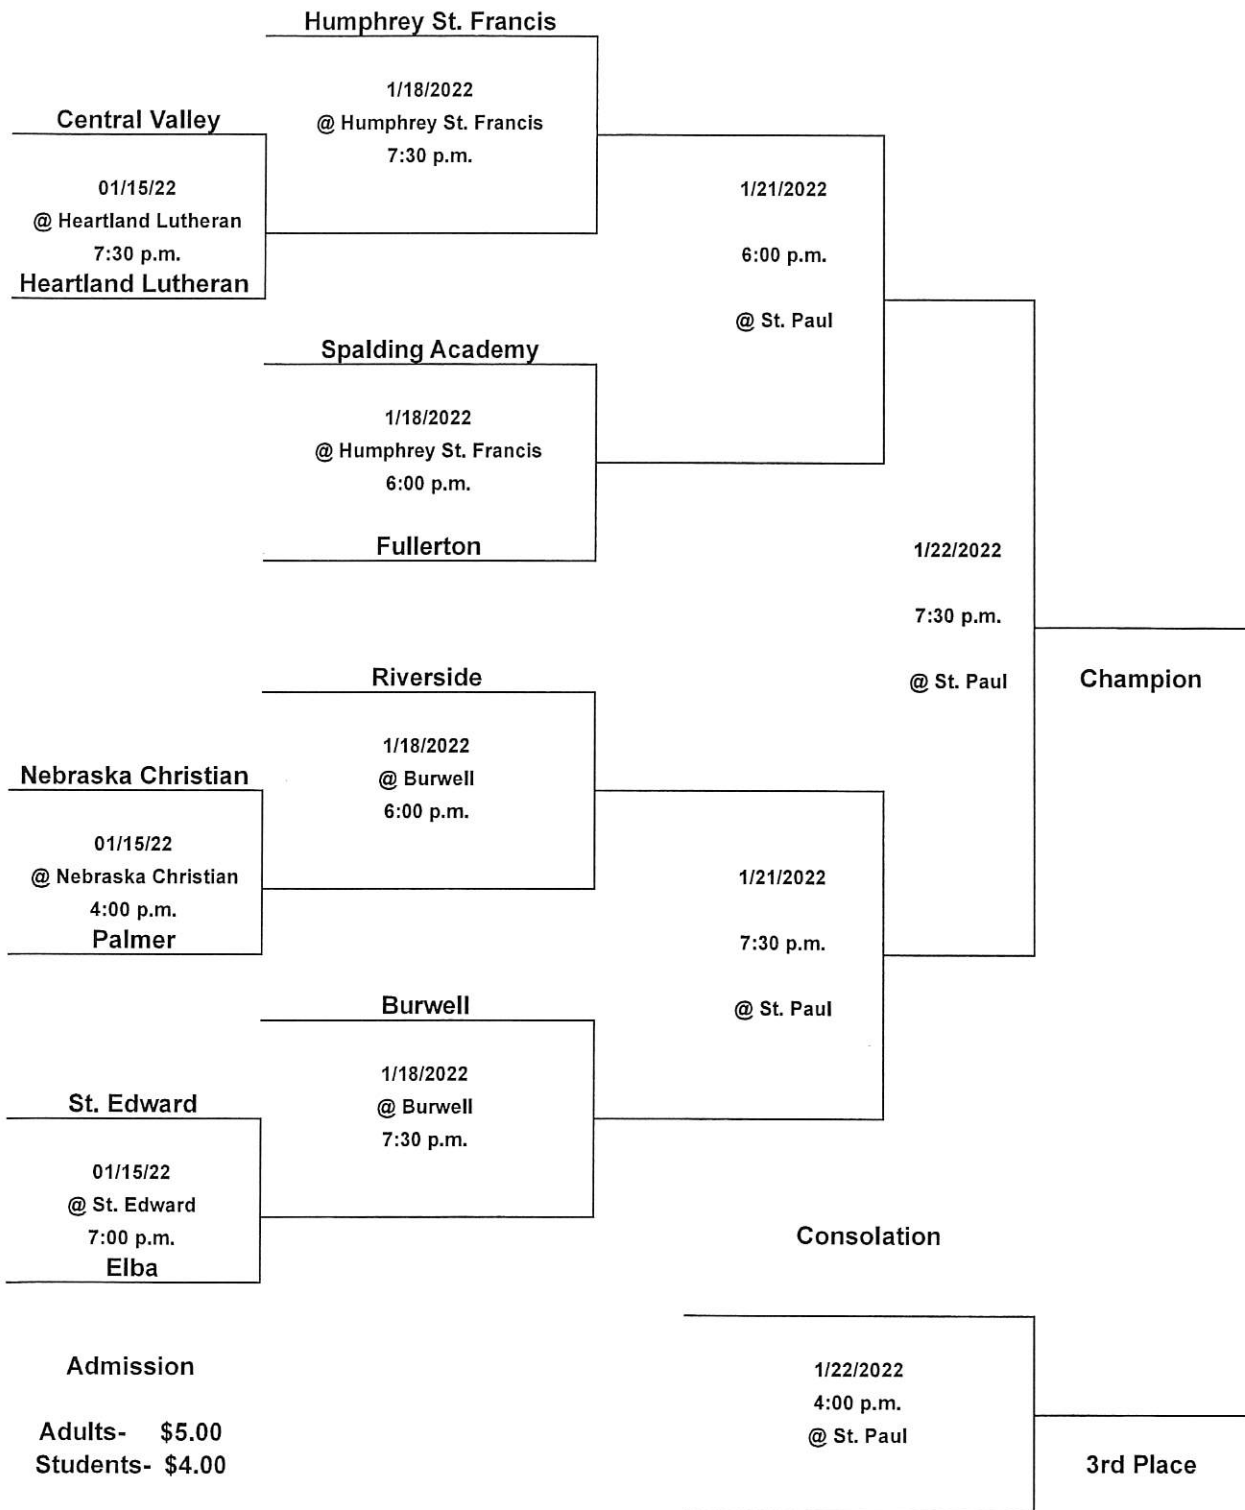 Humphrey St. Francis
1/18/2022
@ Humphrey St. Francis
7:30 p.m.
Central Valley
01/15/22
@ Heartland Lutheran
7:30 p.m.
Heartland Lutheran
1/21/2022
6:00 p.m.
@ St. Paul
Spalding Academy
1/18/2022
@ Humphrey St. Francis
6:00 p.m.
Fullerton
1/22/2022
7:30 p.m.
@ St. Paul
Champion
Riverside
1/18/2022
@ Burwell
6:00 p.m.
Nebraska Christian
01/15/22
@ Nebraska Christian
4:00 p.m.
Palmer
1/21/2022
7:30 p.m.
@ St. Paul
Burwell
1/18/2022
@ Burwell
7:30 p.m.
St. Edward
01/15/22
@ St. Edward
7:00 p.m.
Elba
Consolation
1/22/2022
4:00 p.m.
@ St. Paul
3rd Place
Admission
Adults- $5.00
Students- $4.00